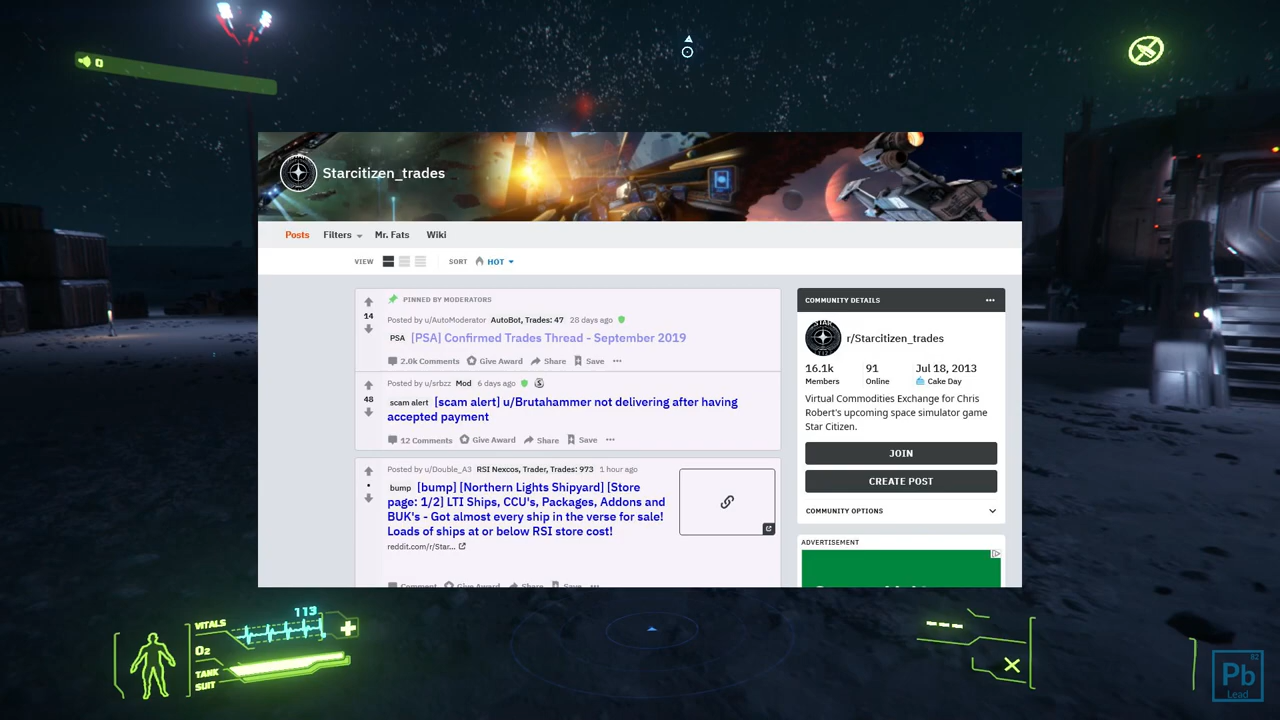 0
Starcitizen_trades
Posts Filters Mr. Fats Wiki
VIEW SORT HOT
PINNED BY MODERATORS
14
Posted by u/AutoModerator AutoBot, Trades: 47 28 days ago
PSA [PSA] Confirmed Trades Thread - September 2019
2.0k Comments Give Award Share Save
Posted by u/srbzz Mod 6 days ago
48
scam alert [scam alert] u/Brutahammer not delivering after having
accepted payment
12 Comments Give Award Share Save
Posted by u/Double_A3 RSI Nexcos, Trader, Trades: 973 1 hour ago
bump [bump] [Northern Lights Shipyard] [Store
page: 1/2] LTI Ships, CCU's, Packages, Addons and
BUK's - Got almost every ship in the verse for sale!
Loads of ships at or below RSI store cost!
reddit.com/r/Star...
Comment Give Award Share Save
COMMUNITY DETAILS
r/Starcitizen_trades
16.1k 91 Jul 18, 2013
Members Online Cake Day
Virtual Commodities Exchange for Chris
Robert's upcoming space simulator game
Star Citizen.
JOIN
CREATE POST
COMMUNITY OPTIONS
ADVERTISEMENT
113
VITALS
O2
TANK
SUIT
82
Pb
Lead